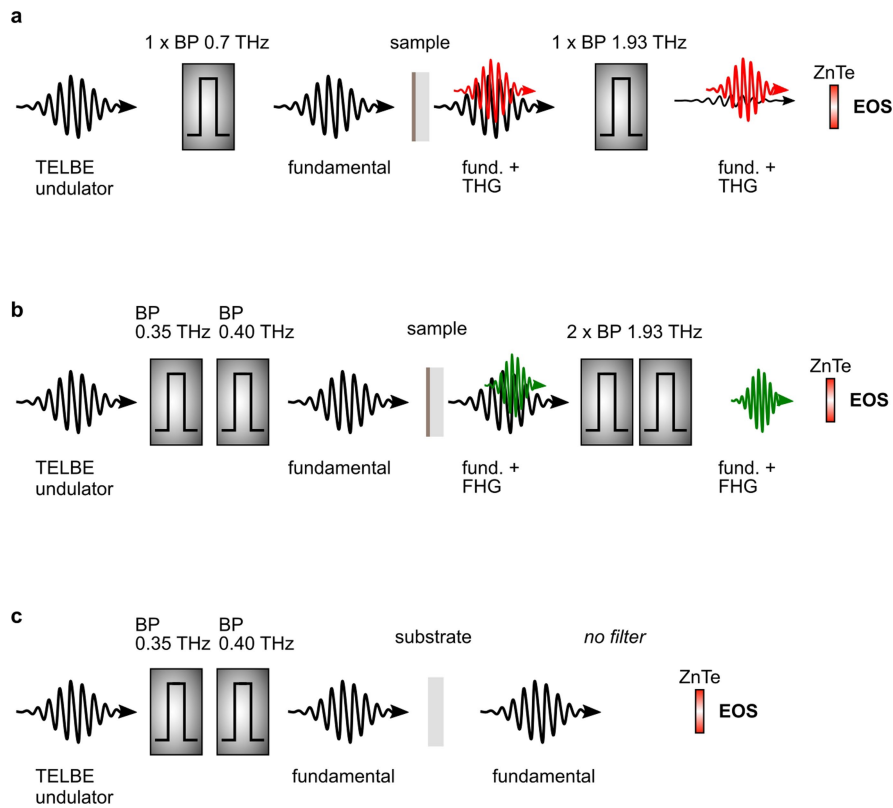 a
1 x BP 0.7 THz
sample
1 x BP 1.93 THz
ZnTe
EOS
TELBE
undulator
fundamental
fund. +
THG
fund. +
THG
b
BP
0.35 THz
BP
0.40 THz
sample
2 x BP 1.93 THz
ZnTe
EOS
TELBE
undulator
fundamental
fund. +
FHG
fund. +
FHG
c
BP
0.35 THz
BP
0.40 THz
substrate
no filter
ZnTe
EOS
TELBE
undulator
fundamental
fundamental